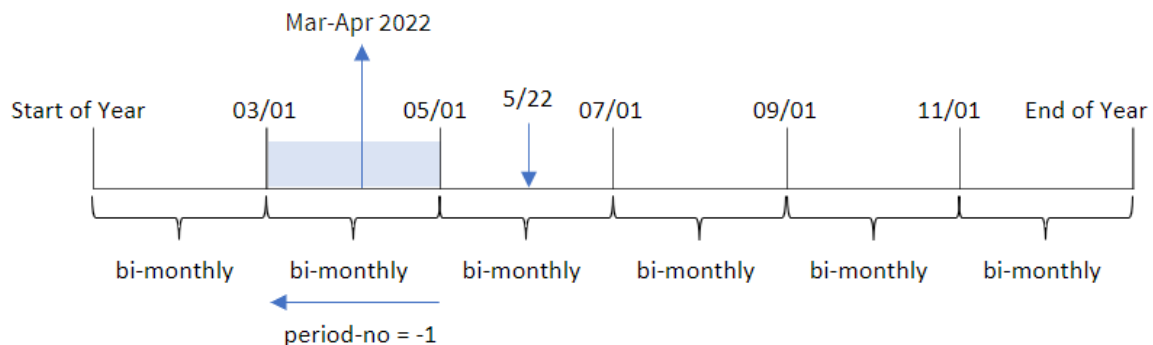 Mar-Apr 2022
Start of Year 03/01 05/01 5/22 07/01 09/01 11/01 End of Year
bi-monthly bi-monthly bi-monthly bi-monthly bi-monthly bi-monthly
period-no = -1